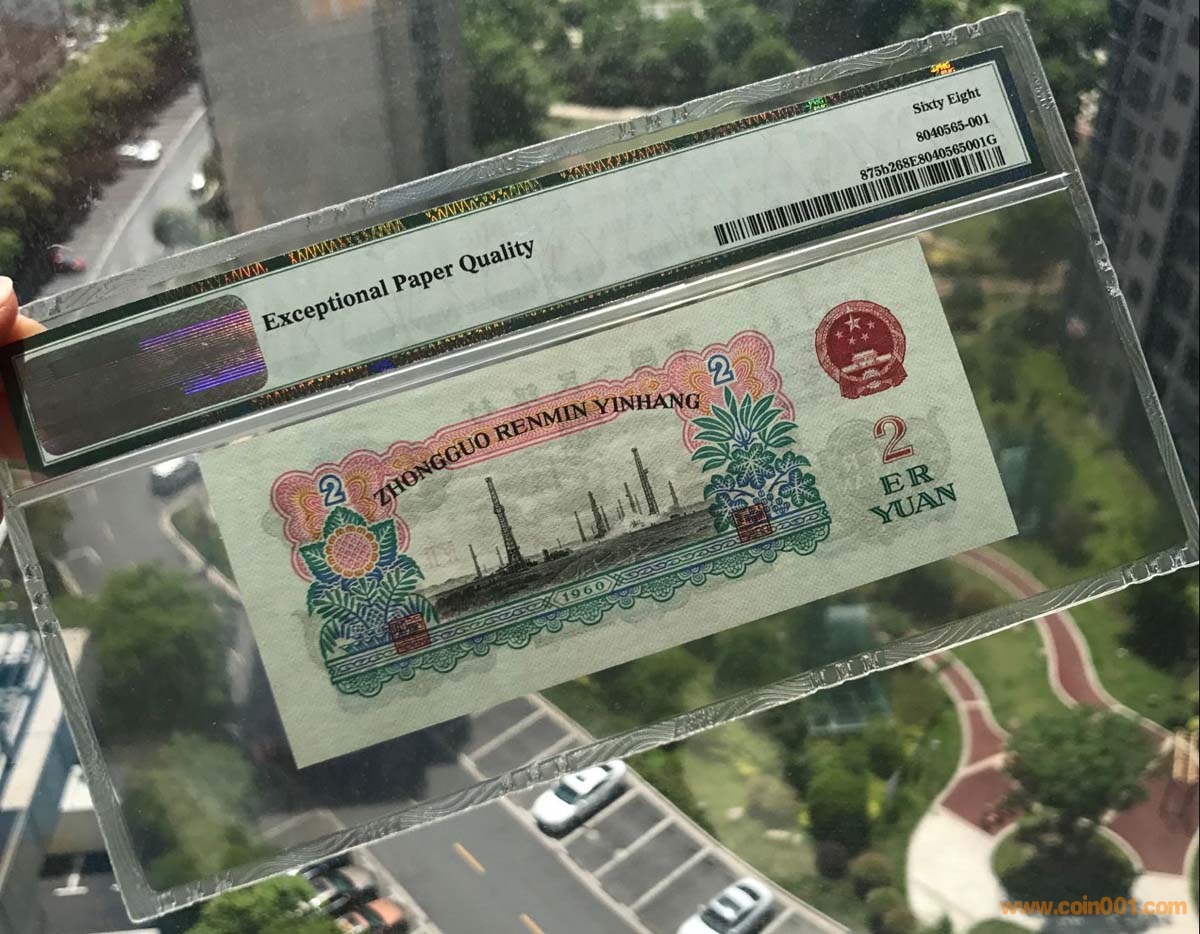 Sixty Eight
8040565-001
875b268E8040565001G
Exceptional Paper Quality
2
ZHONGGUO RENMIN YINHANG
2
1960
2
ER
YUAN
www.coin001.com